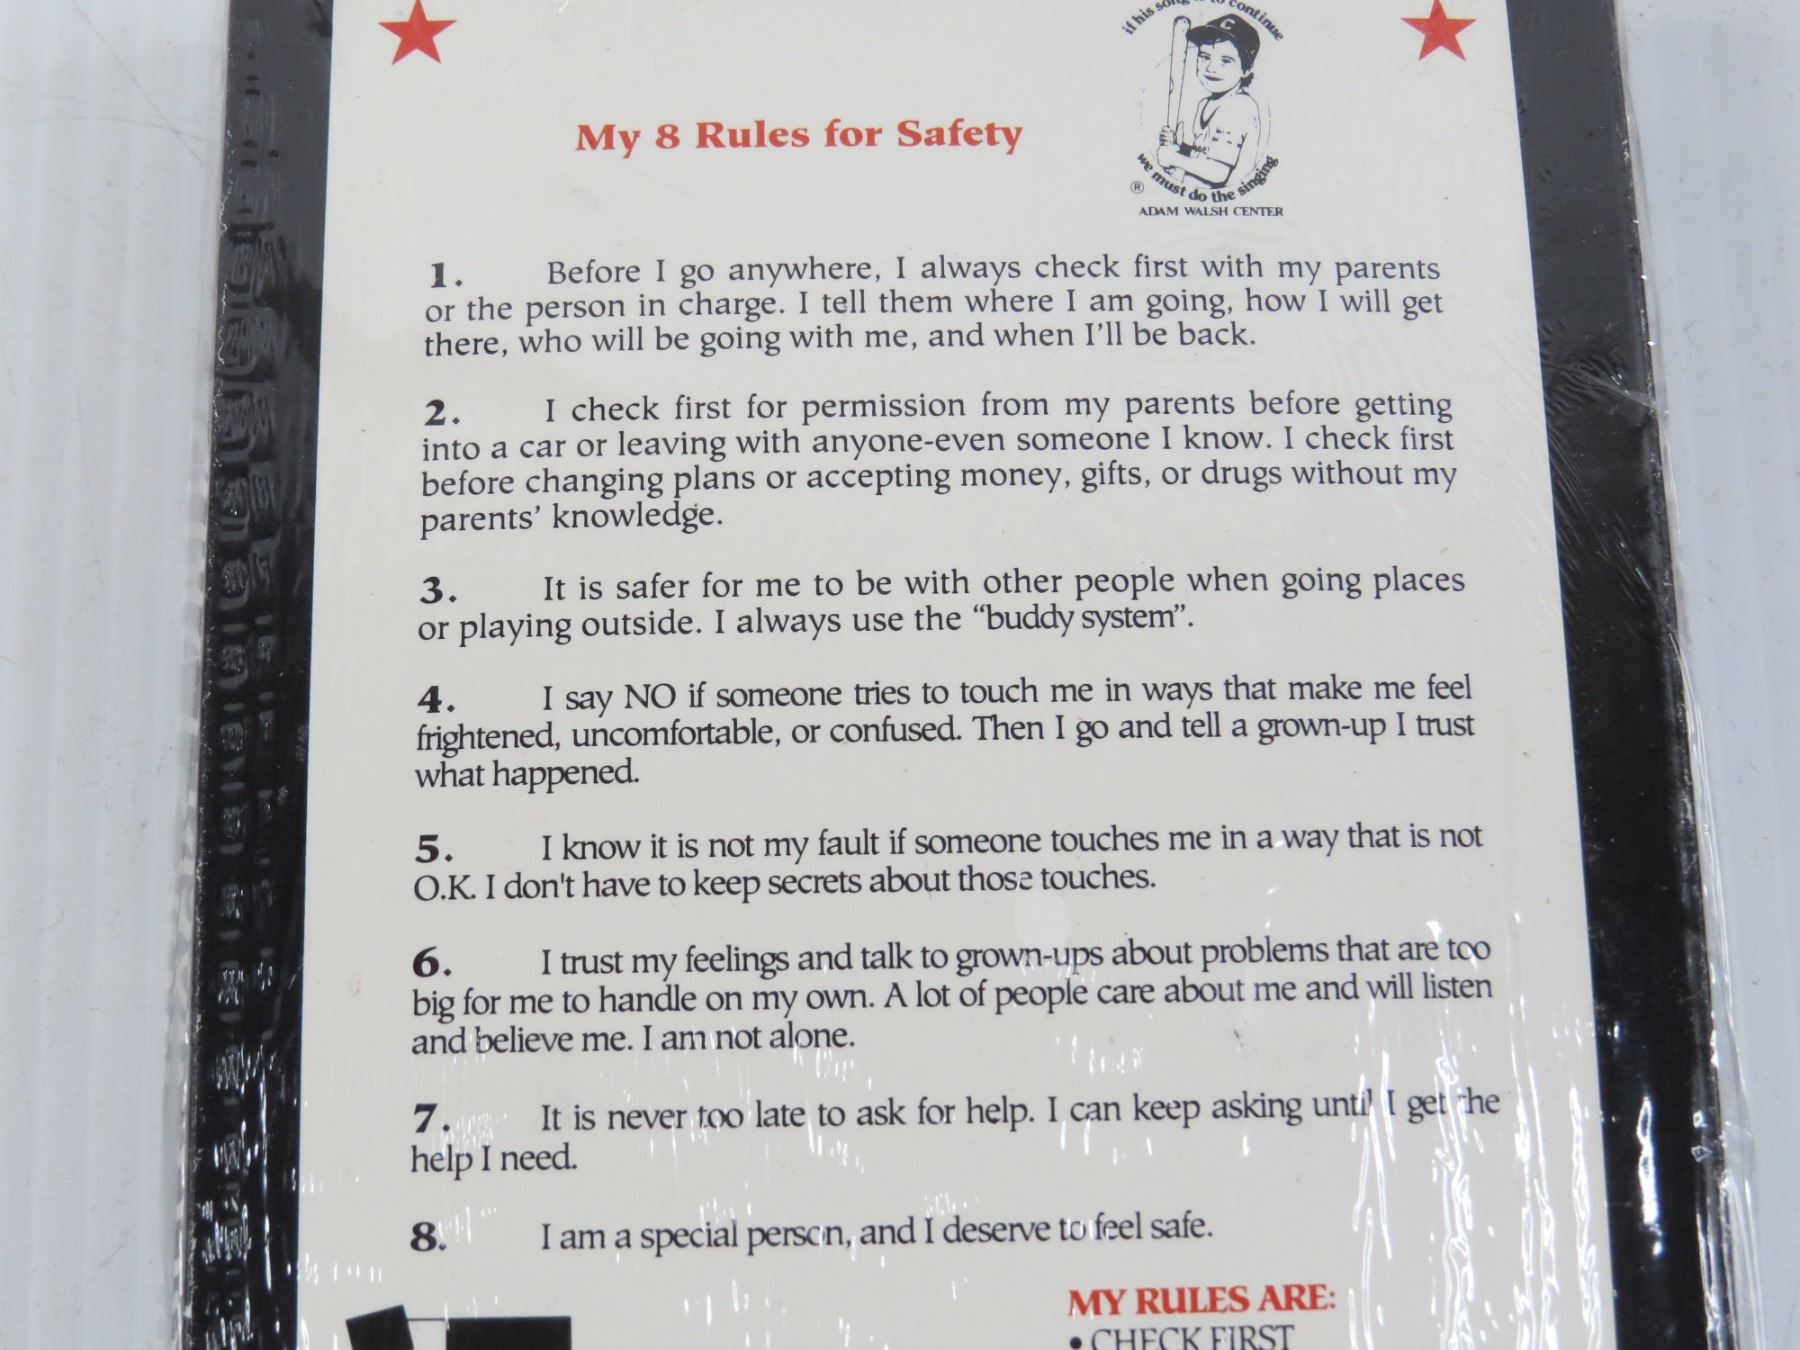 if his song is to continue
C
we must do the singing
®
ADAM WALSH CENTER
My 8 Rules for Safety
1. Before I go anywhere, I always check first with my parents
or the person in charge. I tell them where I am going, how I will get
there, who will be going with me, and when I'll be back.
2. I check first for permission from my parents before getting
into a car or leaving with anyone-even someone I know. I check first
before changing plans or accepting money, gifts, or drugs without my
parents' knowledge.
3. It is safer for me to be with other people when going places
or playing outside. I always use the “buddy system”.
4. I say NO if someone tries to touch me in ways that make me feel
frightened, uncomfortable, or confused. Then I go and tell a grown-up I trust
what happened.
5. I know it is not my fault if someone touches me in a way that is not
O.K. I don't have to keep secrets about those touches.
6. I trust my feelings and talk to grown-ups about problems that are too
big for me to handle on my own. A lot of people care about me and will listen
and believe me. I am not alone.
7. It is never too late to ask for help. I can keep asking until I get the
help I need.
8. I am a special person, and I deserve to feel safe.
MY RULES ARE:
• CHECK FIRST